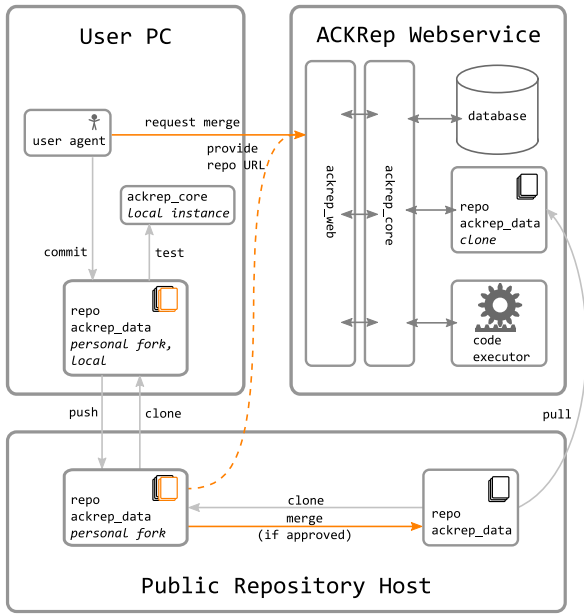 User PC
ACKRep Webservice
request merge
user agent
provide
repo URL
database
ackrep_core
local instance
ackrep_web
ackrep_core
repo
ackrep_data
clone
commit
test
repo
ackrep_data
personal fork,
local
code
executor
push
clone
pull
repo
ackrep_data
personal fork
clone
merge
(if approved)
repo
ackrep_data
Public Repository Host